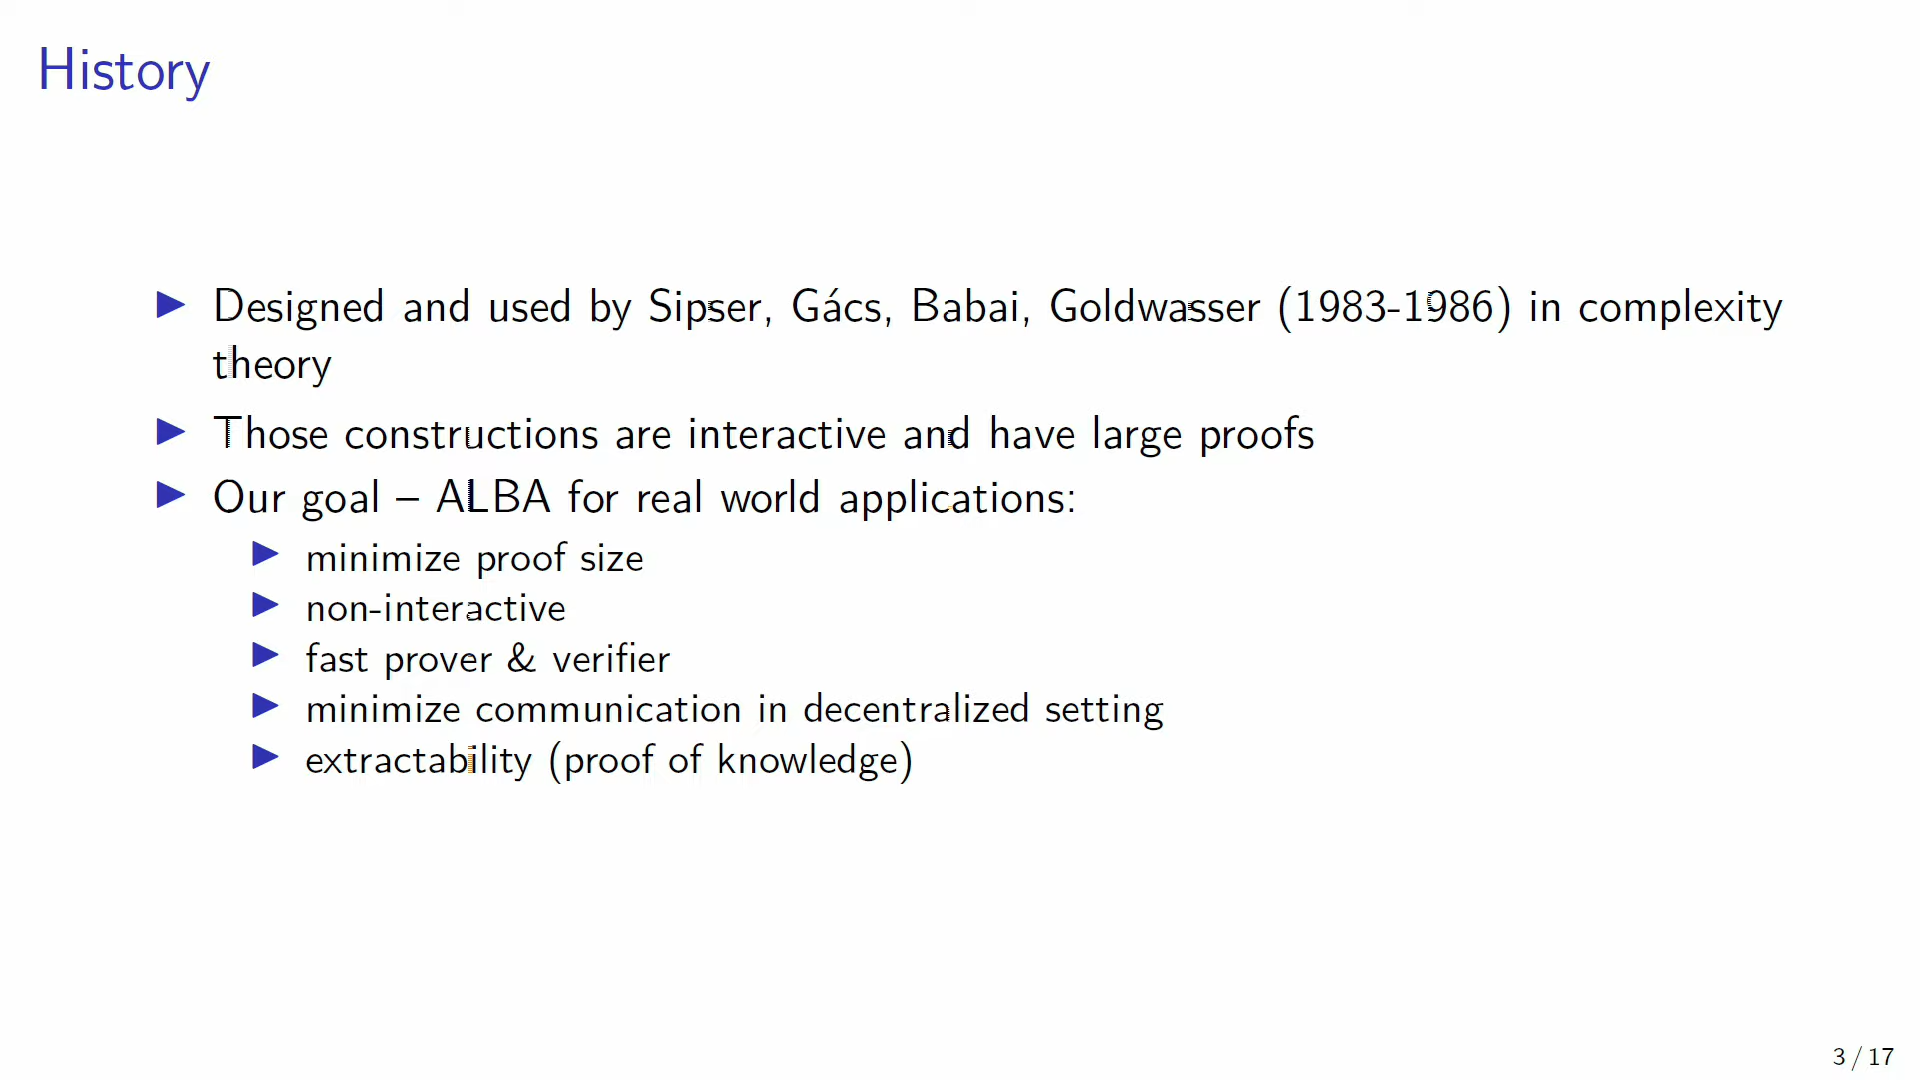 History
Designed and used by Sipser, Gács, Babai, Goldwasser (1983-1986) in complexity
theory
Those constructions are interactive and have large proofs
Our goal – ALBA for real world applications:
minimize proof size
non-interactive
fast prover & verifier
minimize communication in decentralized setting
extractability (proof of knowledge)
3 / 17